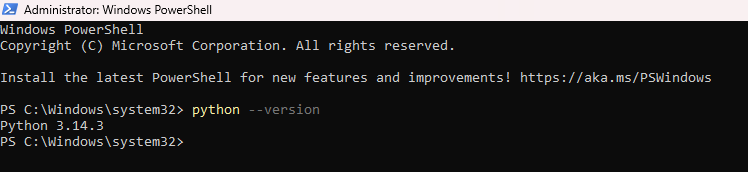 Administrator: Windows PowerShell
Windows PowerShell
Copyright (C) Microsoft Corporation. All rights reserved.
Install the latest PowerShell for new features and improvements! https://aka.ms/PSWindows
PS C:\Windows\system32> python --version
Python 3.14.3
PS C:\Windows\system32>